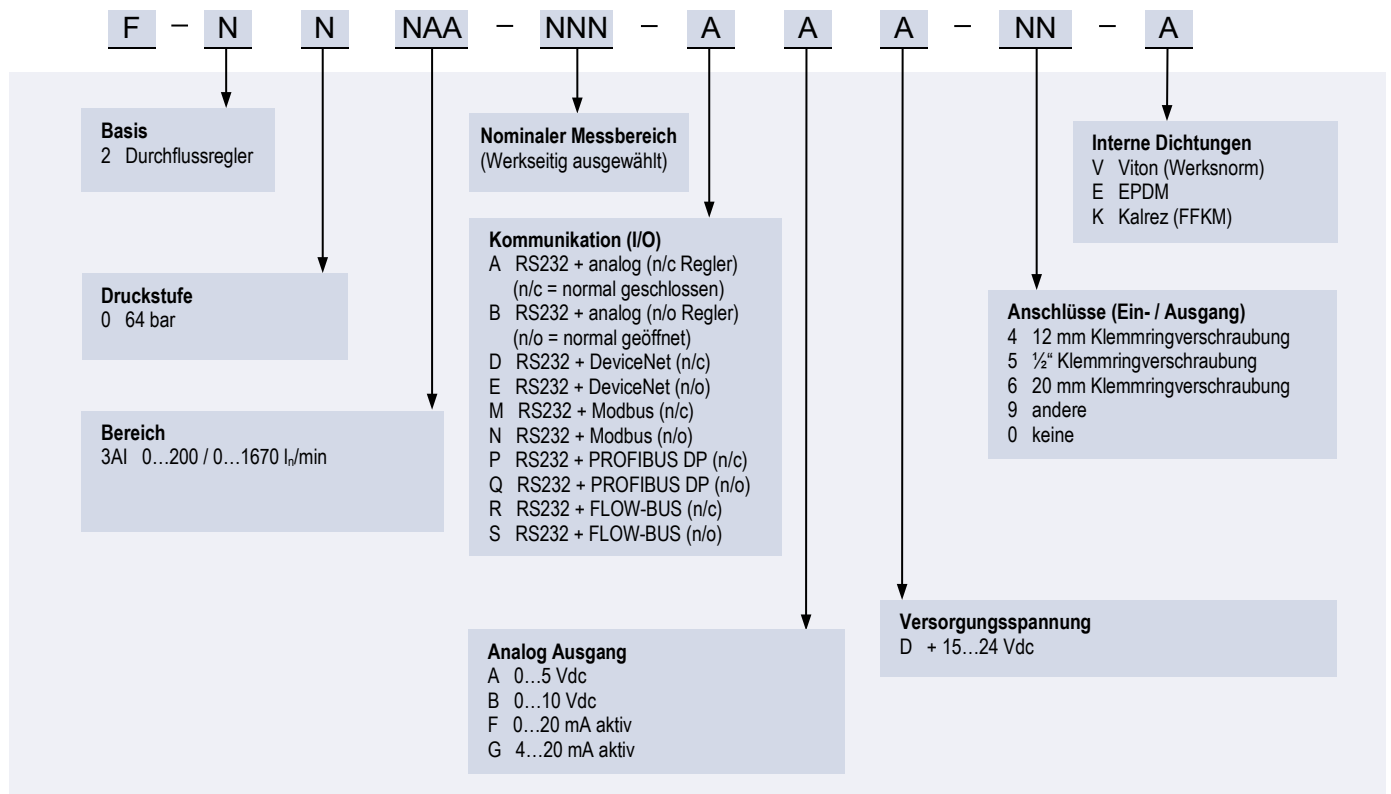 F – N N NAA – NNN – A A A – NN – A
Basis
2 Durchflussregler
Druckstufe
0 64 bar
Bereich
3AI 0…200 / 0…1670 lₙ/min
Nominaler Messbereich
(Werkseitig ausgewählt)
Kommunikation (I/O)
A RS232 + analog (n/c Regler)
(n/c = normal geschlossen)
B RS232 + analog (n/o Regler)
(n/o = normal geöffnet)
D RS232 + DeviceNet (n/c)
E RS232 + DeviceNet (n/o)
M RS232 + Modbus (n/c)
N RS232 + Modbus (n/o)
P RS232 + PROFIBUS DP (n/c)
Q RS232 + PROFIBUS DP (n/o)
R RS232 + FLOW-BUS (n/c)
S RS232 + FLOW-BUS (n/o)
Analog Ausgang
A 0…5 Vdc
B 0…10 Vdc
F 0…20 mA aktiv
G 4…20 mA aktiv
Versorgungsspannung
D + 15…24 Vdc
Anschlüsse (Ein- / Ausgang)
4 12 mm Klemmringverschraubung
5 ½“ Klemmringverschraubung
6 20 mm Klemmringverschraubung
9 andere
0 keine
Interne Dichtungen
V Viton (Werksnorm)
E EPDM
K Kalrez (FFKM)